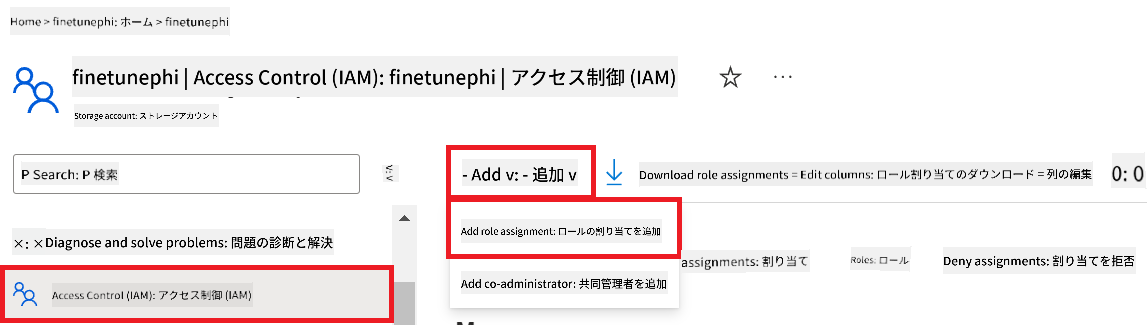 Home > finetunephi: ホーム > finetunephi
finetunephi | Access Control (IAM): finetunephi | アクセス制御 (IAM)
Storage account: ストレージアカウント
P Search: P 検索
v: v
- Add v: - 追加 v
Download role assignments = Edit columns: ロール割り当てのダウンロード = 列の編集
0: 0
Add role assignment: ロールの割り当てを追加
×: ×Diagnose and solve problems: 問題の診断と解決
assignments: 割り当て
Roles: ロール
Deny assignments: 割り当てを拒否
Access Control (IAM): アクセス制御 (IAM)
Add co-administrator: 共同管理者を追加